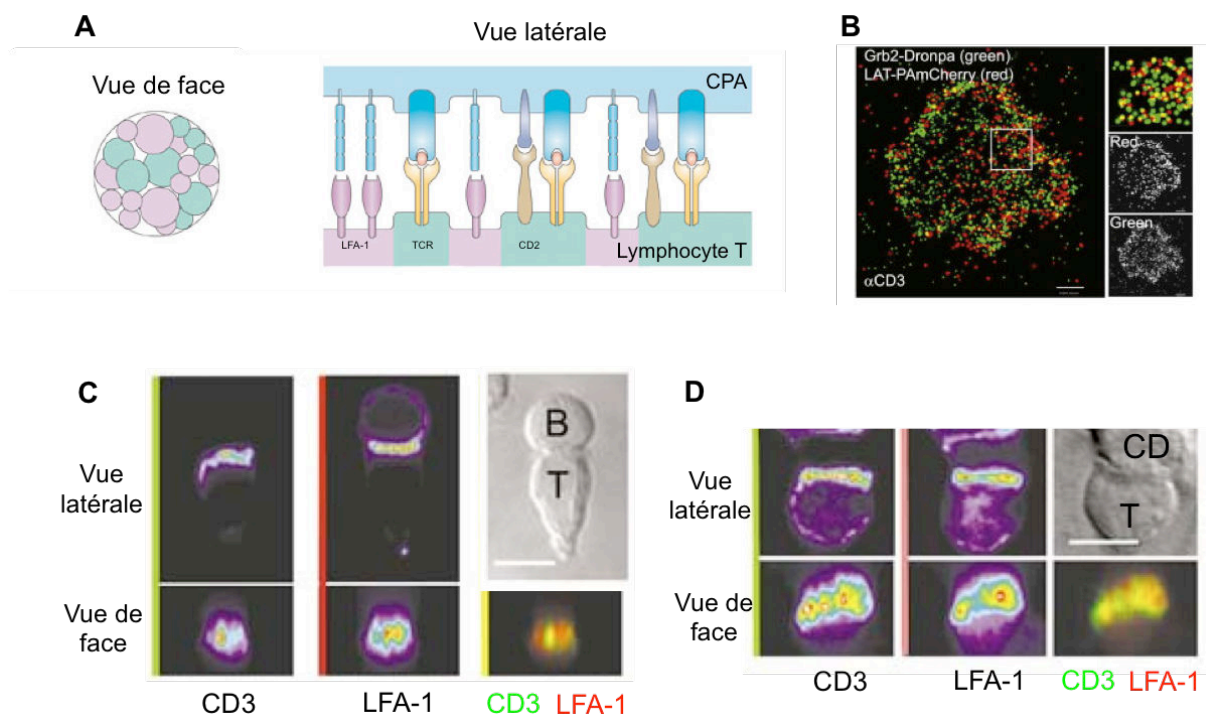 A
Vue de face
Vue latérale
CPA
LFA-1
TCR
CD2
Lymphocyte T
B
Grb2-Dronpa (green)
LAT-PAmCherry (red)
αCD3
Red
Green
C
Vue
latérale
B
T
Vue de
face
CD3
LFA-1
CD3 LFA-1
D
Vue
latérale
CD
T
Vue de
face
CD3
LFA-1
CD3 LFA-1